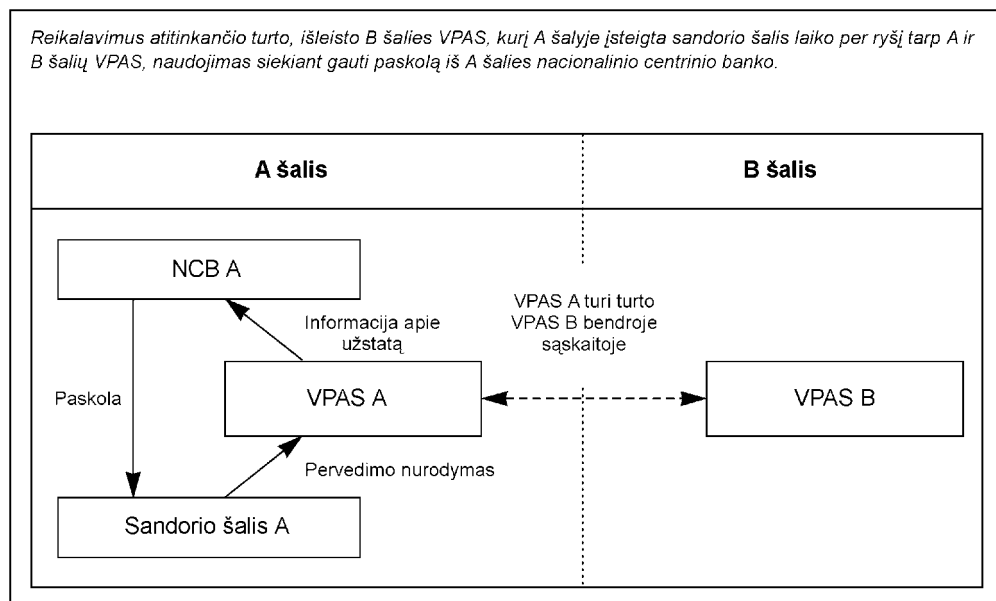 Reikalavimus atitinkančio turto, išleisto B šalies VPAS, kurį A šalyje įsteigta sandorio šalis laiko per ryšį tarp A ir
B šalių VPAS, naudojimas siekiant gauti paskolą iš A šalies nacionalinio centrinio banko.
A šalis
B šalis
NCB A
VPAS A turi turto
VPAS B bendroje
sąskaitoje
Informacija apie
užstatą
Paskola
VPAS A
VPAS B
Pervedimo nurodymas
Sandorio šalis A